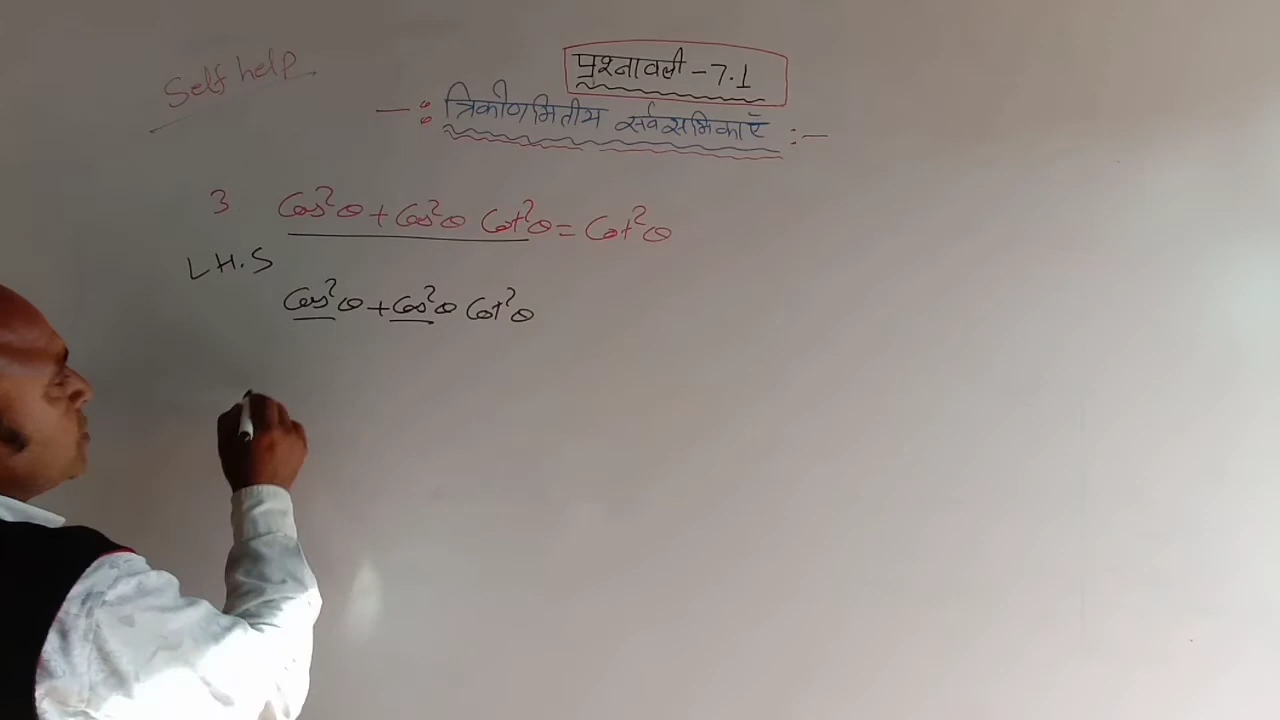 Self help
प्रश्नावली - 7.1
-: त्रिकोणमितीय सर्वसमिकाएँ :-
3 Cos²θ + Cos²θ Cot²θ = Cot²θ
L.H.S
Cos²θ + Cos²θ Cot²θ